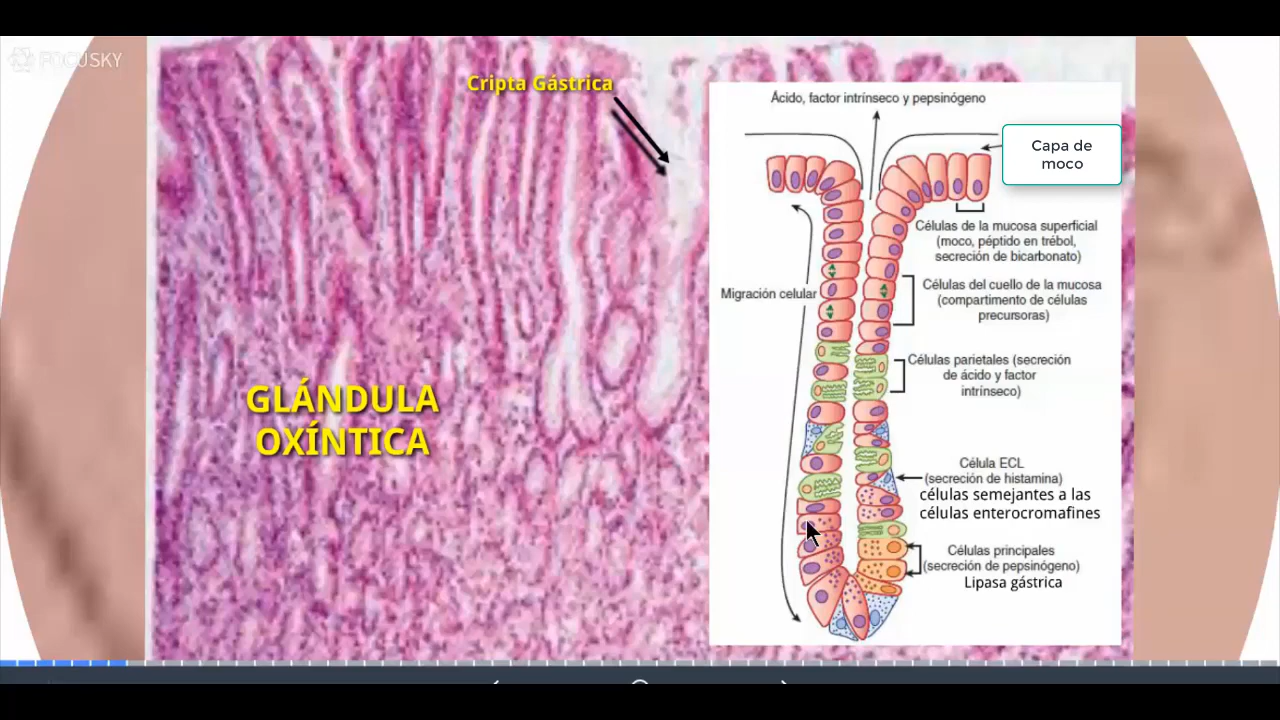 FOCUSKY
Cripta Gástrica
GLÁNDULA
OXÍNTICA
Ácido, factor intrínseco y pepsinógeno
Capa de
moco
Células de la mucosa superficial
(moco, péptido en trébol,
secreción de bicarbonato)
Migración celular
Células del cuello de la mucosa
(compartimento de células
precursoras)
Células parietales (secreción
de ácido y factor
intrínseco)
Célula ECL
(secreción de histamina)
células semejantes a las
células enterocromafines
Células principales
(secreción de pepsinógeno)
Lipasa gástrica